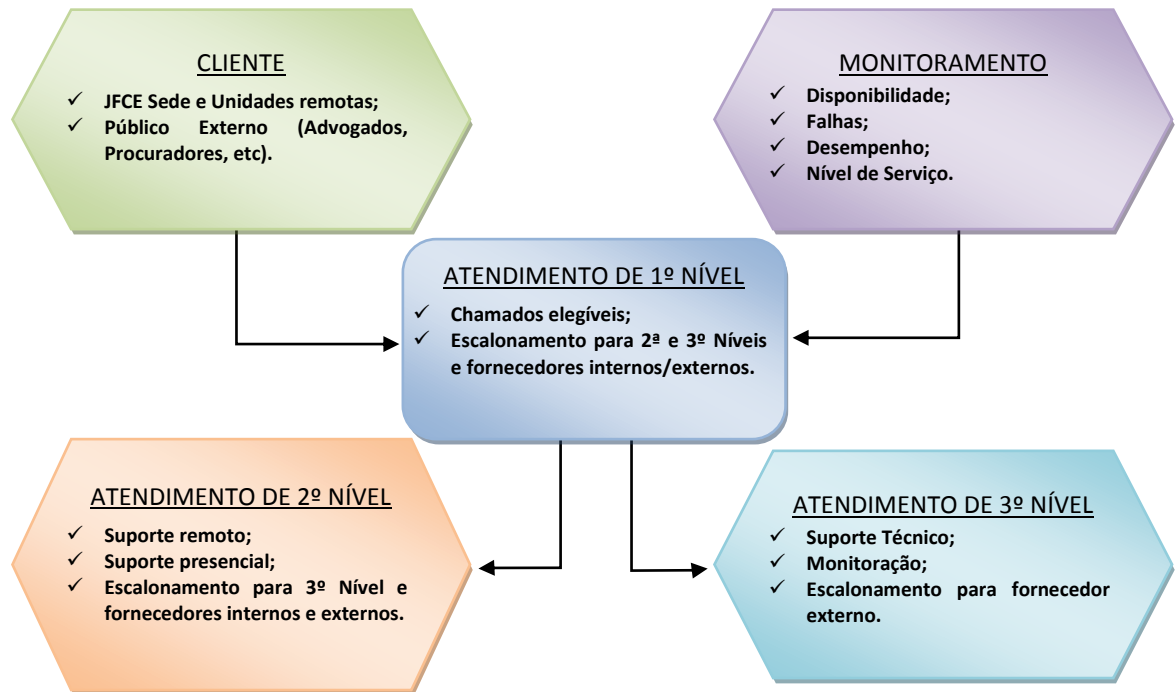 CLIENTE
✓ JFCE Sede e Unidades remotas;
✓ Público Externo (Advogados,
Procuradores, etc).
MONITORAMENTO
✓ Disponibilidade;
✓ Falhas;
✓ Desempenho;
✓ Nível de Serviço.
ATENDIMENTO DE 1º NÍVEL
✓ Chamados elegíveis;
✓ Escalonamento para 2ª e 3º Níveis
e fornecedores internos/externos.
ATENDIMENTO DE 2º NÍVEL
✓ Suporte remoto;
✓ Suporte presencial;
✓ Escalonamento para 3º Nível e
fornecedores internos e externos.
ATENDIMENTO DE 3º NÍVEL
✓ Suporte Técnico;
✓ Monitoração;
✓ Escalonamento para fornecedor
externo.